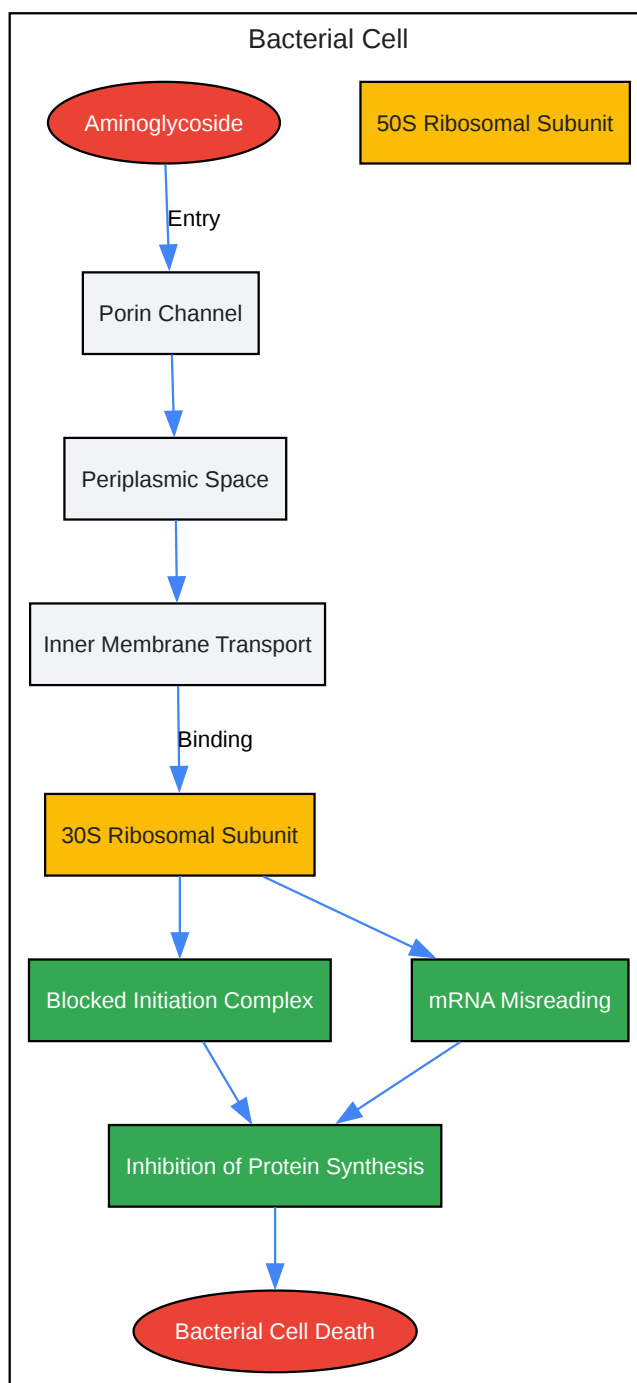 Bacterial Cell
Aminoglycoside
50S Ribosomal Subunit
Entry
Porin Channel
Periplasmic Space
Inner Membrane Transport
Binding
30S Ribosomal Subunit
Blocked Initiation Complex
mRNA Misreading
Inhibition of Protein Synthesis
Bacterial Cell Death